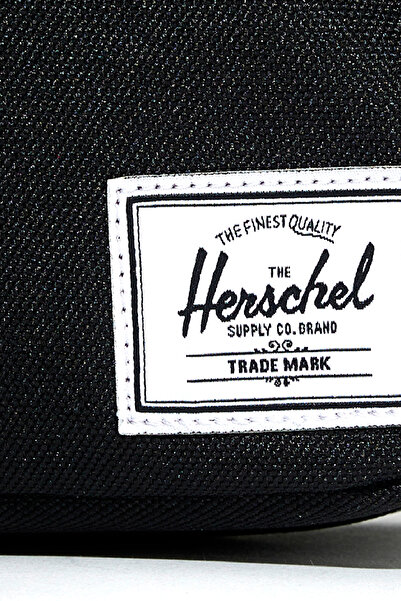 THE FINEST QUALITY
THE
Herschel
SUPPLY CO. BRAND
TRADE MARK